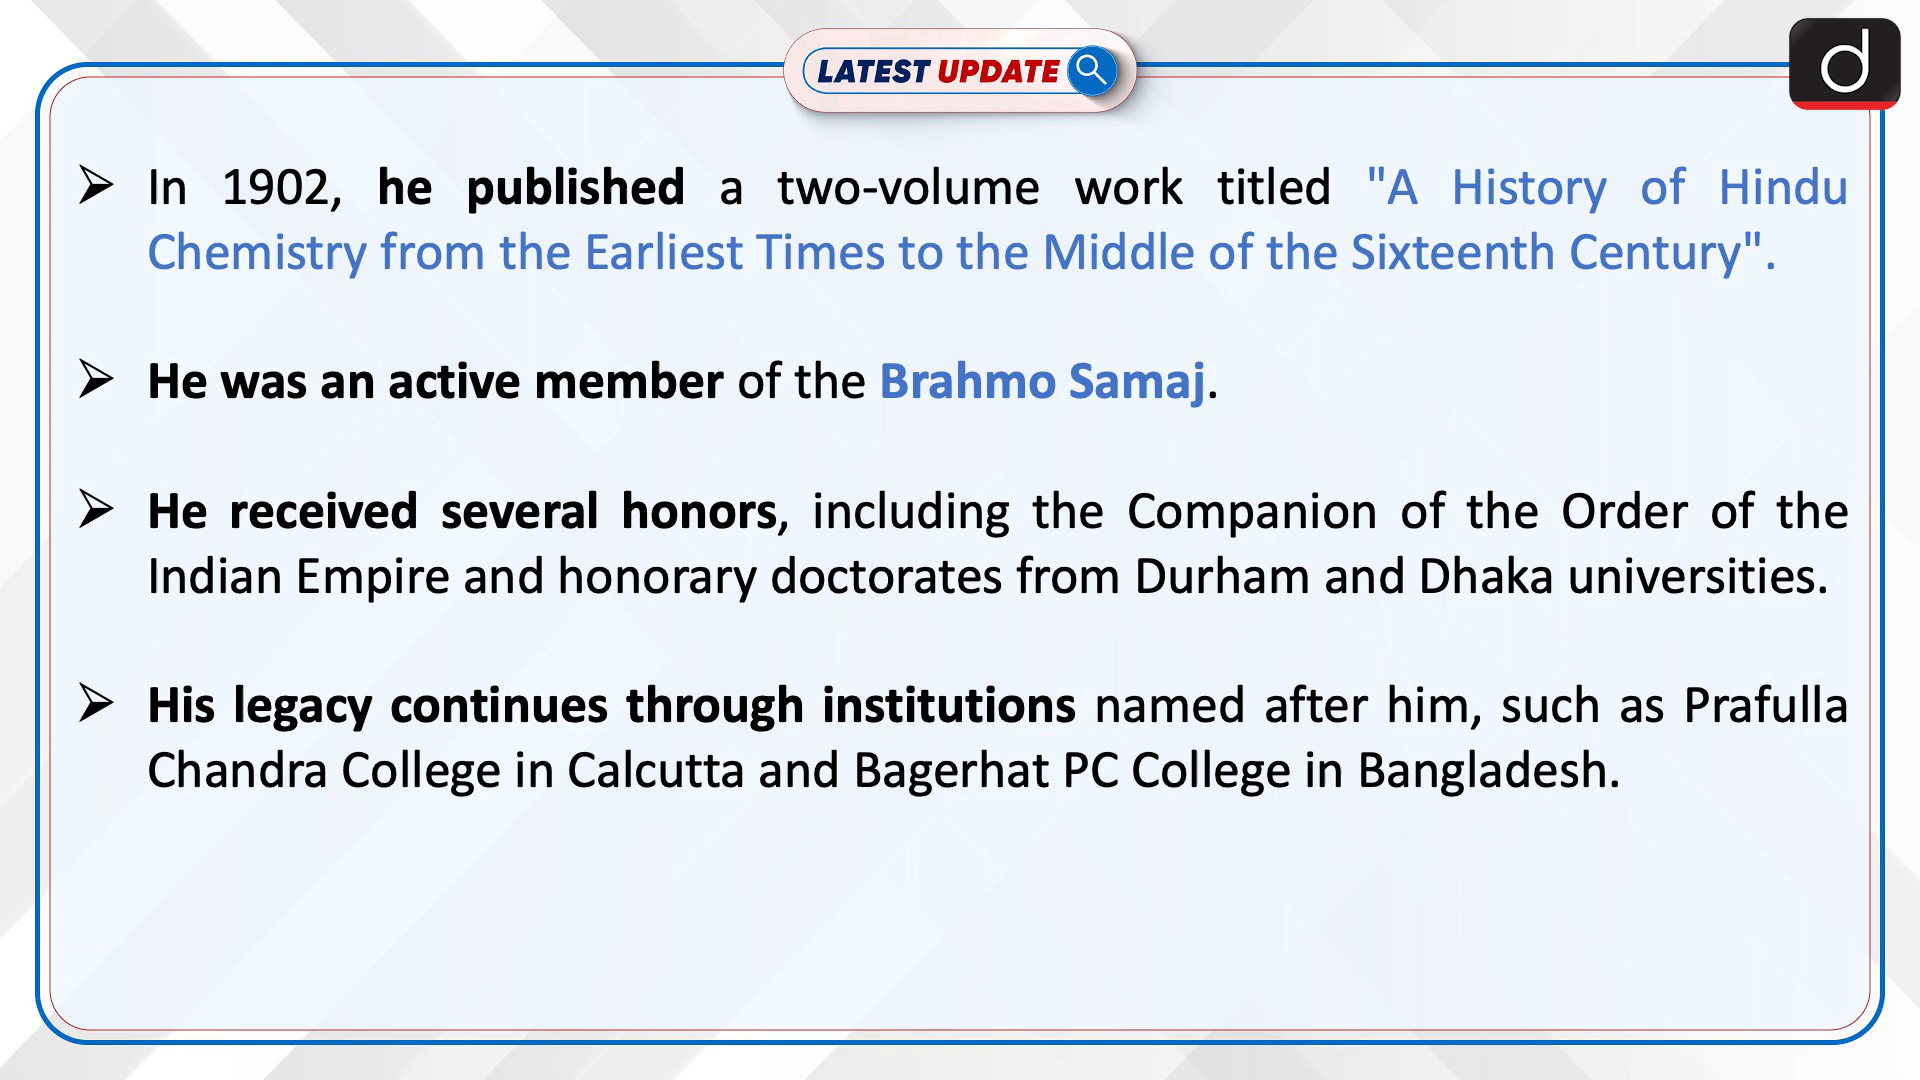 LATEST UPDATE
d
➢ In 1902, he published a two-volume work titled "A History of Hindu
Chemistry from the Earliest Times to the Middle of the Sixteenth Century".
➢ He was an active member of the Brahmo Samaj.
➢ He received several honors, including the Companion of the Order of the
Indian Empire and honorary doctorates from Durham and Dhaka universities.
➢ His legacy continues through institutions named after him, such as Prafulla
Chandra College in Calcutta and Bagerhat PC College in Bangladesh.